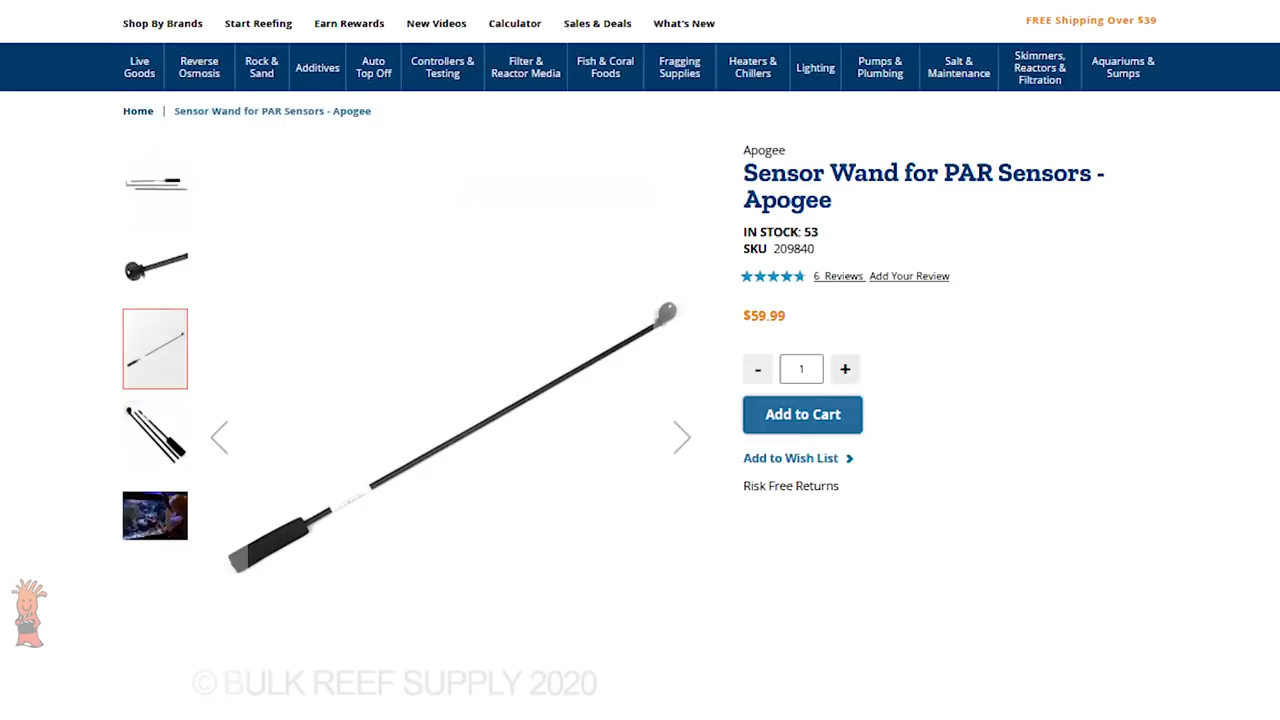 Shop By Brands Start Reefing Earn Rewards New Videos Calculator Sales & Deals What's New
FREE Shipping Over $39
Live Goods
Reverse Osmosis
Rock & Sand
Additives
Auto Top Off
Controllers & Testing
Filter & Reactor Media
Fish & Coral Foods
Fragging Supplies
Heaters & Chillers
Lighting
Pumps & Plumbing
Salt & Maintenance
Skimmers, Reactors & Filtration
Aquariums & Sumps
Home | Sensor Wand for PAR Sensors - Apogee
Apogee
Sensor Wand for PAR Sensors -
Apogee
IN STOCK: 53
SKU 209840
6 Reviews Add Your Review
$59.99
- 1 +
Add to Cart
Add to Wish List
Risk Free Returns
© BULK REEF SUPPLY 2020